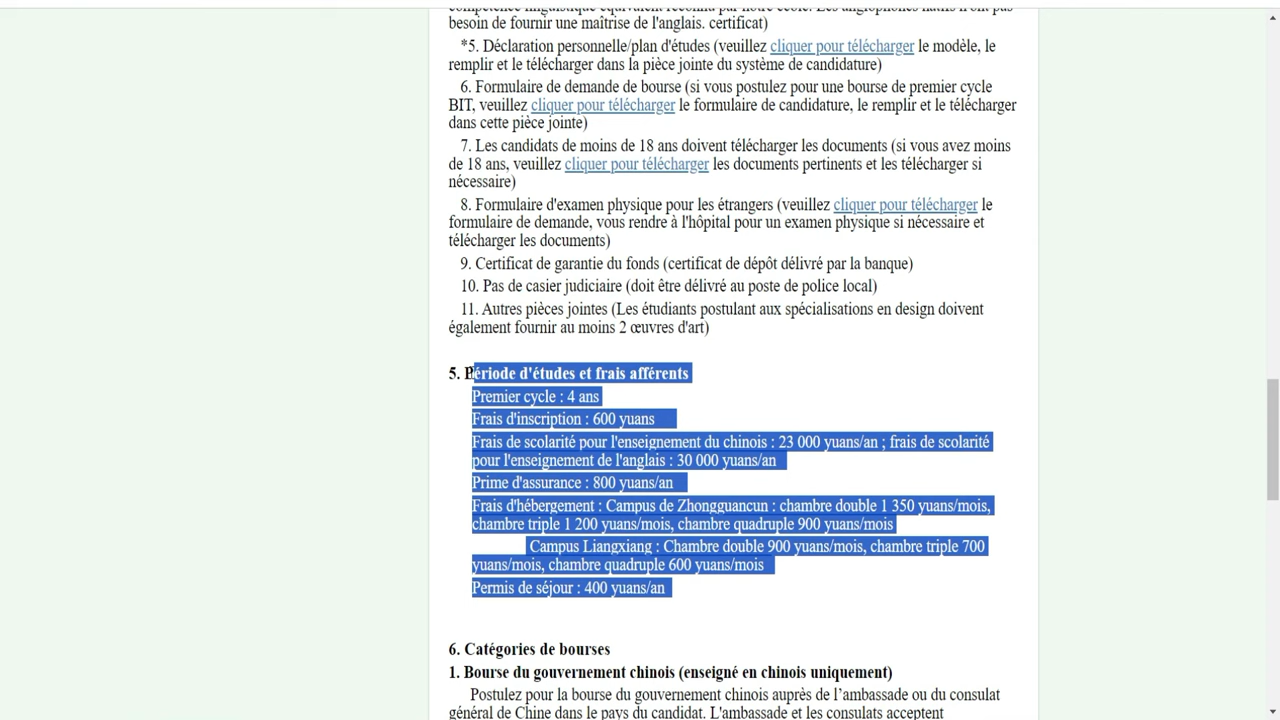 besoin de fournir une maîtrise de l'anglais. certificat)
*5. Déclaration personnelle/plan d'études (veuillez cliquer pour télécharger le modèle, le
remplir et le télécharger dans la pièce jointe du système de candidature)
6. Formulaire de demande de bourse (si vous postulez pour une bourse de premier cycle
BIT, veuillez cliquer pour télécharger le formulaire de candidature, le remplir et le télécharger
dans cette pièce jointe)
7. Les candidats de moins de 18 ans doivent télécharger les documents (si vous avez moins
de 18 ans, veuillez cliquer pour télécharger les documents pertinents et les télécharger si
nécessaire)
8. Formulaire d'examen physique pour les étrangers (veuillez cliquer pour télécharger le
formulaire de demande, vous rendre à l'hôpital pour un examen physique si nécessaire et
télécharger les documents)
9. Certificat de garantie du fonds (certificat de dépôt délivré par la banque)
10. Pas de casier judiciaire (doit être délivré au poste de police local)
11. Autres pièces jointes (Les étudiants postulant aux spécialisations en design doivent
également fournir au moins 2 œuvres d'art)
5. Période d'études et frais afférents
Premier cycle : 4 ans
Frais d'inscription : 600 yuans
Frais de scolarité pour l'enseignement du chinois : 23 000 yuans/an ; frais de scolarité
pour l'enseignement de l'anglais : 30 000 yuans/an
Prime d'assurance : 800 yuans/an
Frais d'hébergement : Campus de Zhongguancun : chambre double 1 350 yuans/mois,
chambre triple 1 200 yuans/mois, chambre quadruple 900 yuans/mois
Campus Liangxiang : Chambre double 900 yuans/mois, chambre triple 700
yuans/mois, chambre quadruple 600 yuans/mois
Permis de séjour : 400 yuans/an
6. Catégories de bourses
1. Bourse du gouvernement chinois (enseigné en chinois uniquement)
Postulez pour la bourse du gouvernement chinois auprès de l'ambassade ou du consulat
général de Chine dans le pays du candidat. L'ambassade et les consulats acceptent